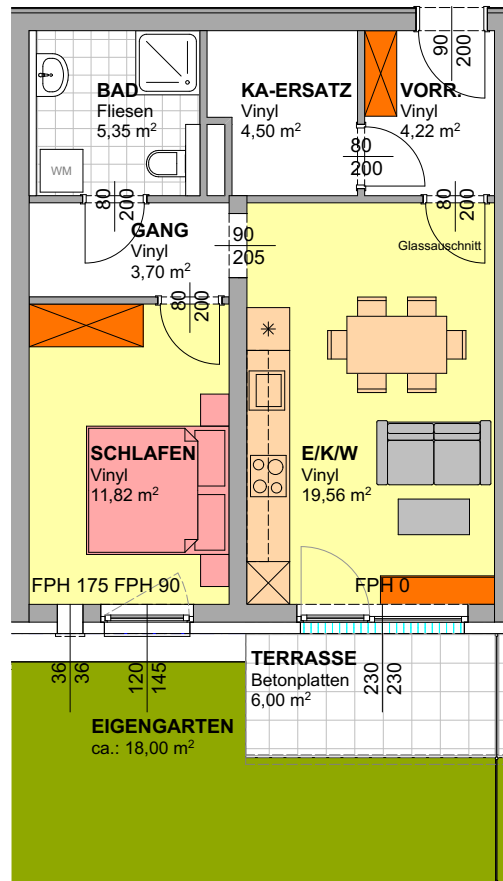 90
200
BAD
Fliesen
5,35 m²
KA-ERSATZ
Vinyl
4,50 m²
VORR.
Vinyl
4,22 m²
WM
80
200
80
200
80
200
GANG
Vinyl
3,70 m²
90
205
Glassauschnitt
80
200
SCHLAFEN
Vinyl
11,82 m²
E/K/W
Vinyl
19,56 m²
FPH 175 FPH 90
FPH 0
36
36
120
145
TERRASSE
Betonplatten
6,00 m²
230
230
EIGENGARTEN
ca.: 18,00 m²